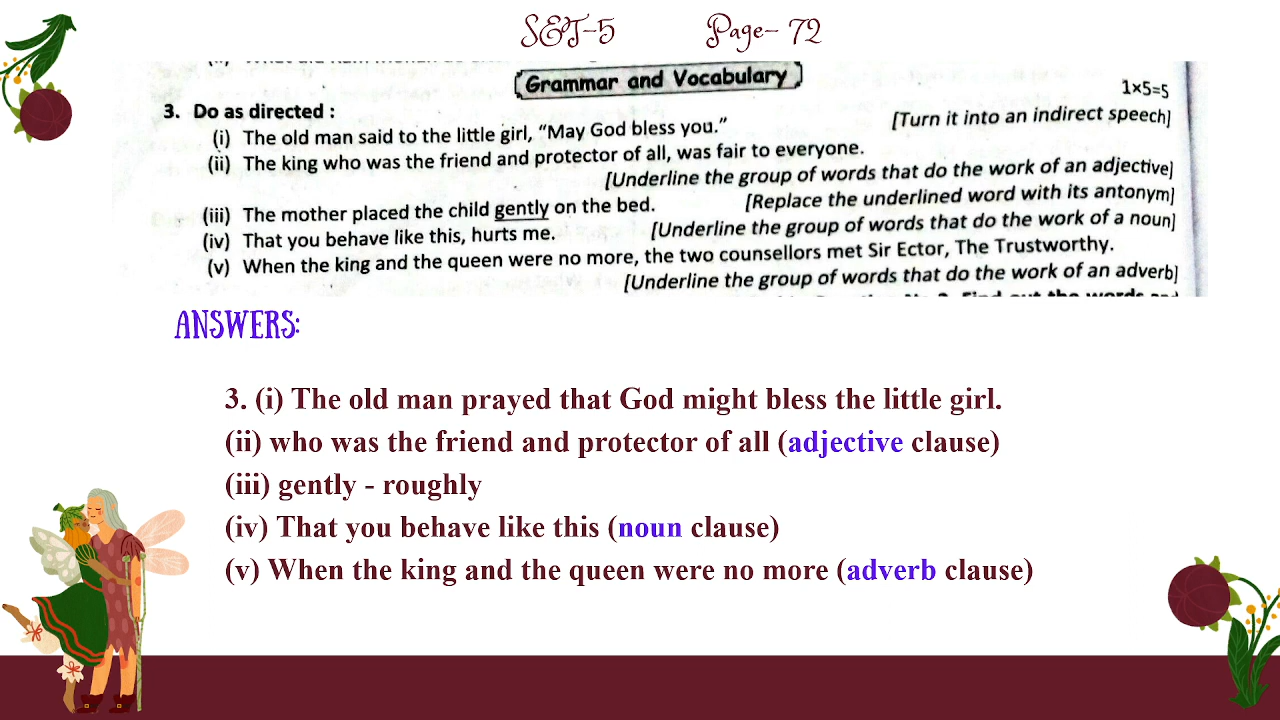 SET-5 Page- 72
Grammar and Vocabulary
1×5=5
3. Do as directed :
(i) The old man said to the little girl, “May God bless you.” [Turn it into an indirect speech]
(ii) The king who was the friend and protector of all, was fair to everyone.
[Underline the group of words that do the work of an adjective]
(iii) The mother placed the child gently on the bed. [Replace the underlined word with its antonym]
(iv) That you behave like this, hurts me. [Underline the group of words that do the work of a noun]
(v) When the king and the queen were no more, the two counsellors met Sir Ector, The Trustworthy.
[Underline the group of words that do the work of an adverb]
ANSWERS:
3. (i) The old man prayed that God might bless the little girl.
(ii) who was the friend and protector of all (adjective clause)
(iii) gently - roughly
(iv) That you behave like this (noun clause)
(v) When the king and the queen were no more (adverb clause)